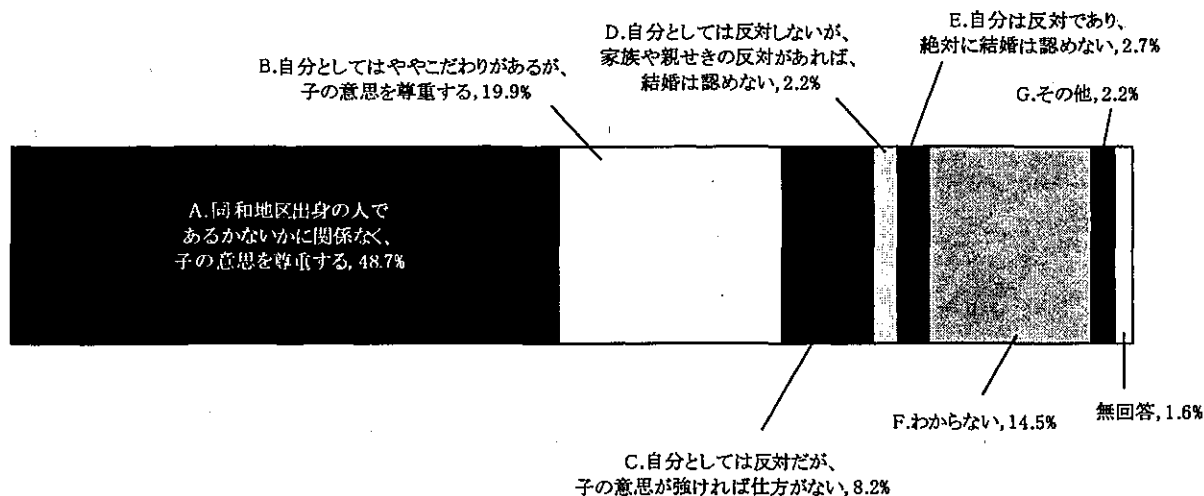 D.自分としては反対しないが、
家族や親せきの反対があれば、
結婚は認めない,2.2%
E.自分は反対であり、
絶対に結婚は認めない,2.7%
B.自分としてはややこだわりがあるが、
子の意思を尊重する,19.9%
G.その他,2.2%
A.同和地区出身の人で
あるかないかに関係なく、
子の意思を尊重する,48.7%
F.わからない,14.5%
無回答,1.6%
C.自分としては反対だが、
子の意思が強ければ仕方がない,8.2%